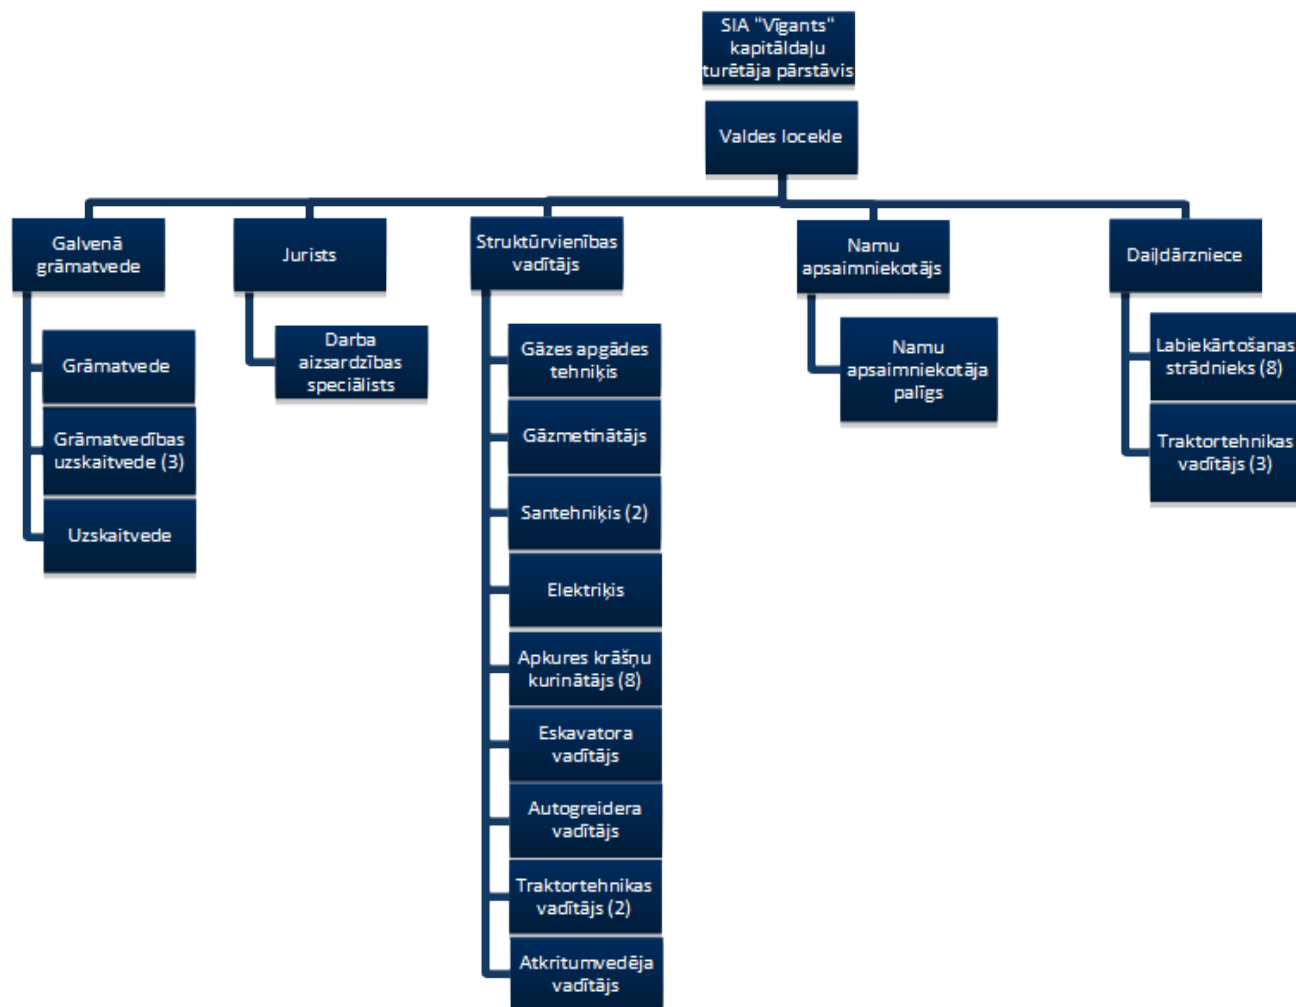 SIA "Vīgants"
kapitāldaļu
turētāja pārstāvis
Valdes locekle
Galvenā
grāmatvede
Grāmatvede
Grāmatvedības
uzskaitvede (3)
Uzskaitvede
Jurists
Darba
aizsardzības
speciālists
Struktūrvienības
vadītājs
Gāzes apgādes
tehniķis
Gāzmetinātājs
Santehniķis (2)
Elektriķis
Apkures krāšņu
kurinātājs (8)
Eskavatora
vadītājs
Autogreidera
vadītājs
Traktortehnikas
vadītājs (2)
Atkritumvedēja
vadītājs
Namu
apsaimniekotājs
Namu
apsaimniekotāja
palīgs
Daiļdārzniece
Labiekārtošanas
strādnieks (8)
Traktortehnikas
vadītājs (3)